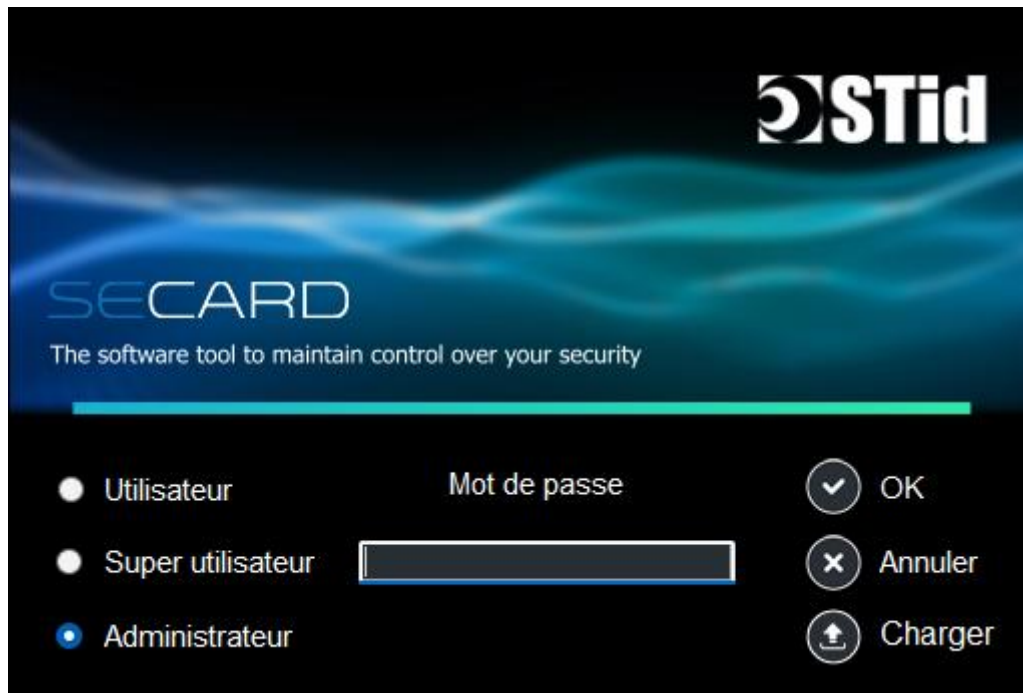 STid
SECARD
The software tool to maintain control over your security
Utilisateur
Mot de passe
OK
Super utilisateur
Annuler
Administrateur
Charger